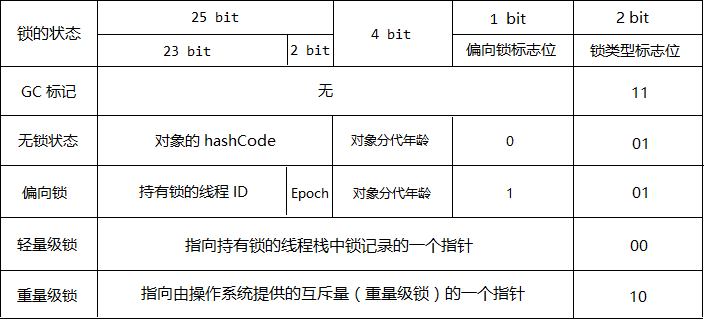 锁的状态
25 bit
4 bit
1 bit
2 bit
23 bit
2 bit
偏向锁标志位
锁类型标志位
GC 标记
无
11
无锁状态
对象的 hashCode
对象分代年龄
0
01
偏向锁
持有锁的线程 ID
Epoch
对象分代年龄
1
01
轻量级锁
指向持有锁的线程栈中锁记录的一个指针
00
重量级锁
指向由操作系统提供的互斥量（重量级锁）的一个指针
10